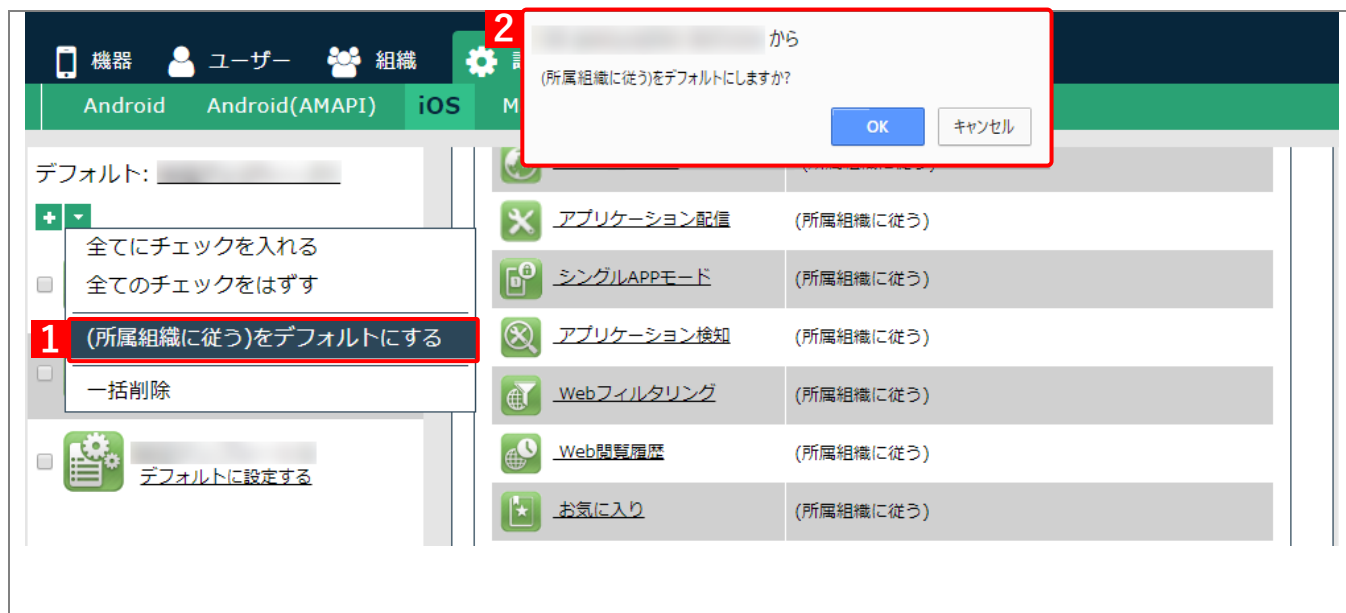 2
から
(所属組織に従う)をデフォルトにしますか?
OK キャンセル
機器 ユーザー 組織
Android Android(AMAPI) iOS M
デフォルト:
全てにチェックを入れる
全てのチェックをはずす
1 (所属組織に従う)をデフォルトにする
一括削除
デフォルトに設定する
アプリケーション配信 (所属組織に従う)
シングルAPPモード (所属組織に従う)
アプリケーション検知 (所属組織に従う)
Webフィルタリング (所属組織に従う)
Web閲覧履歴 (所属組織に従う)
お気に入り (所属組織に従う)